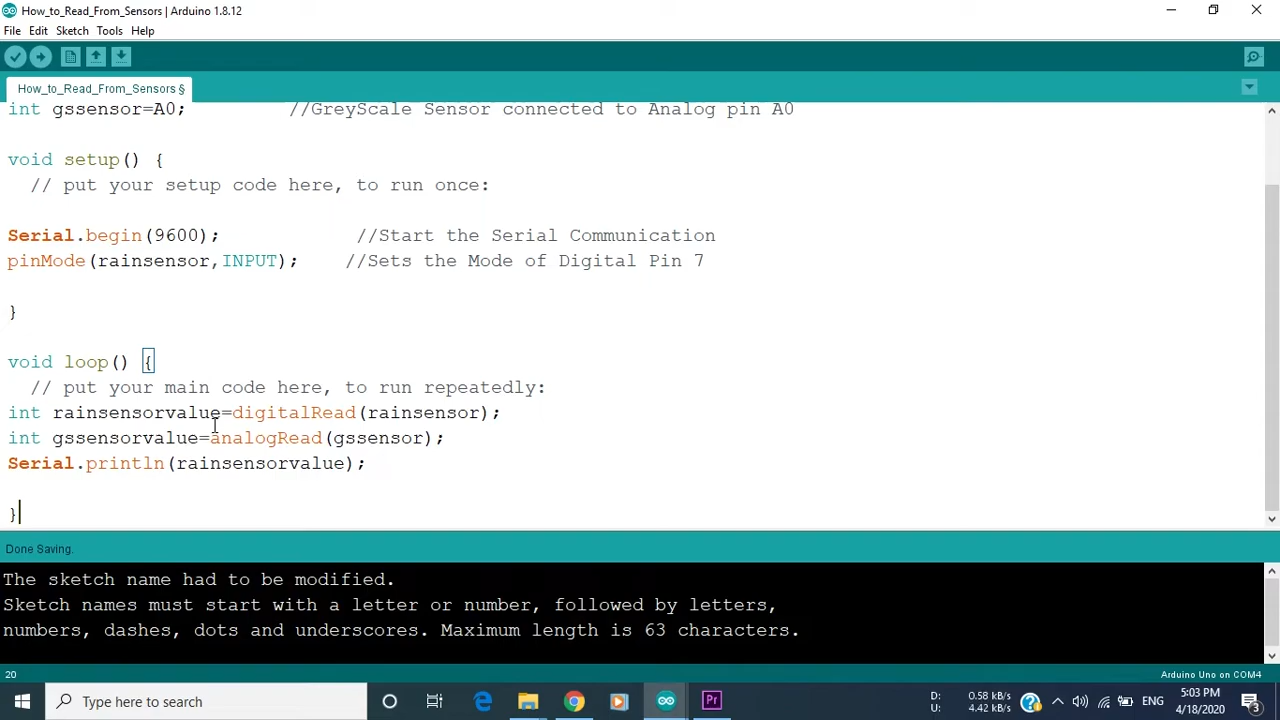 How_to_Read_From_Sensors | Arduino 1.8.12
File Edit Sketch Tools Help
How_to_Read_From_Sensors §
int gssensor=A0; //GreyScale Sensor connected to Analog pin A0
void setup() {
// put your setup code here, to run once:
Serial.begin(9600); //Start the Serial Communication
pinMode(rainsensor,INPUT); //Sets the Mode of Digital Pin 7
}
void loop() {
// put your main code here, to run repeatedly:
int rainsensorvalue=digitalRead(rainsensor);
int gssensorvalue=analogRead(gssensor);
Serial.println(rainsensorvalue);
}
Done Saving.
The sketch name had to be modified.
Sketch names must start with a letter or number, followed by letters,
numbers, dashes, dots and underscores. Maximum length is 63 characters.
20 Arduino Uno on COM4
Type here to search
Pr
D: 0.58 kB/s
U: 4.42 kB/s
ENG
5:03 PM
4/18/2020
3